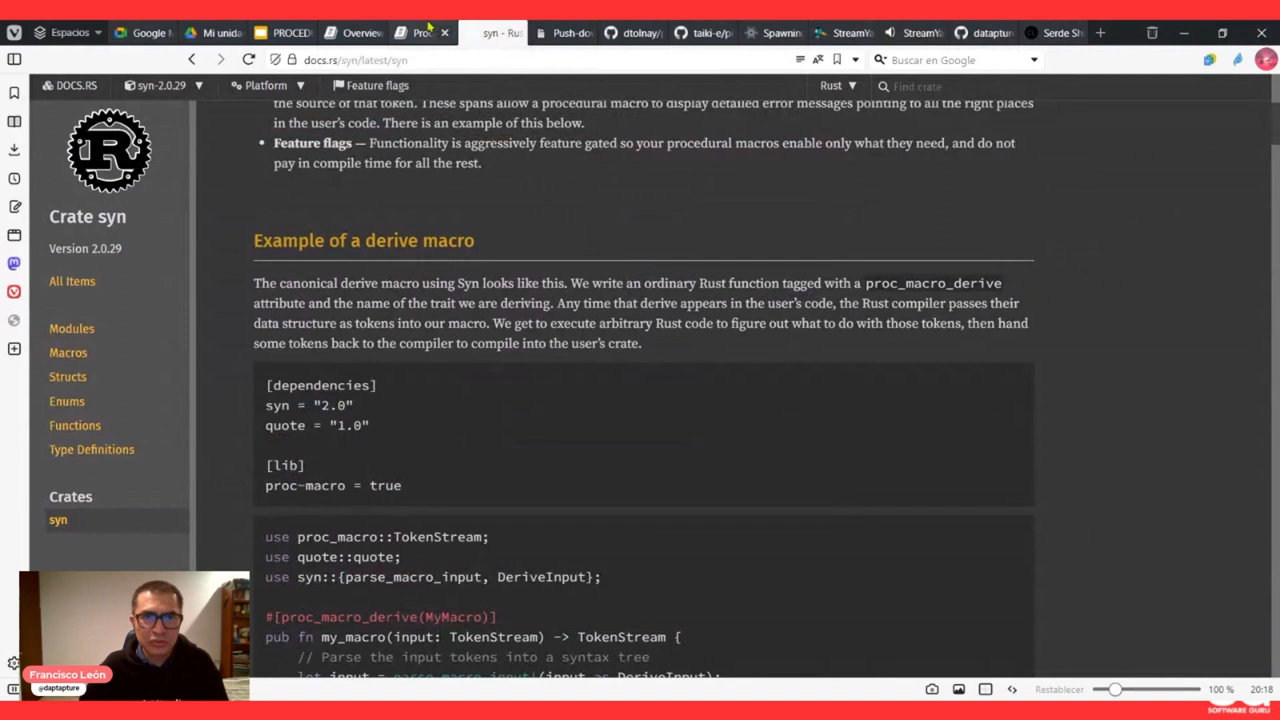 Espacios
Google M
Mi unida
PROCED
Overview
Proc
syn - Rus
Push-do
dtolnay/
taiki-e/p
Spawning
StreamYa
StreamYa
dataptur
Serde Sh
docs.rs/syn/latest/syn
Buscar en Google
DOCS.RS
syn-2.0.29
Platform
Feature flags
Rust
Find crate
the source of that token. These spans allow a procedural macro to display detailed error messages pointing to all the right places
in the user's code. There is an example of this below.
Feature flags — Functionality is aggressively feature gated so your procedural macros enable only what they need, and do not
pay in compile time for all the rest.
Crate syn
Version 2.0.29
All Items
Modules
Macros
Structs
Enums
Functions
Type Definitions
Crates
syn
Example of a derive macro
The canonical derive macro using Syn looks like this. We write an ordinary Rust function tagged with a proc_macro_derive
attribute and the name of the trait we are deriving. Any time that derive appears in the user's code, the Rust compiler passes their
data structure as tokens into our macro. We get to execute arbitrary Rust code to figure out what to do with those tokens, then hand
some tokens back to the compiler to compile into the user's crate.
[dependencies]
syn = "2.0"
quote = "1.0"
[lib]
proc-macro = true
use proc_macro::TokenStream;
use quote::quote;
use syn::{parse_macro_input, DeriveInput};
#[proc_macro_derive(MyMacro)]
pub fn my_macro(input: TokenStream) -> TokenStream {
// Parse the input tokens into a syntax tree
let input = parse_macro_input!(input as DeriveInput);
Francisco León
@daptapture
Restablecer
100 %
20:18
SOFTWARE GURU